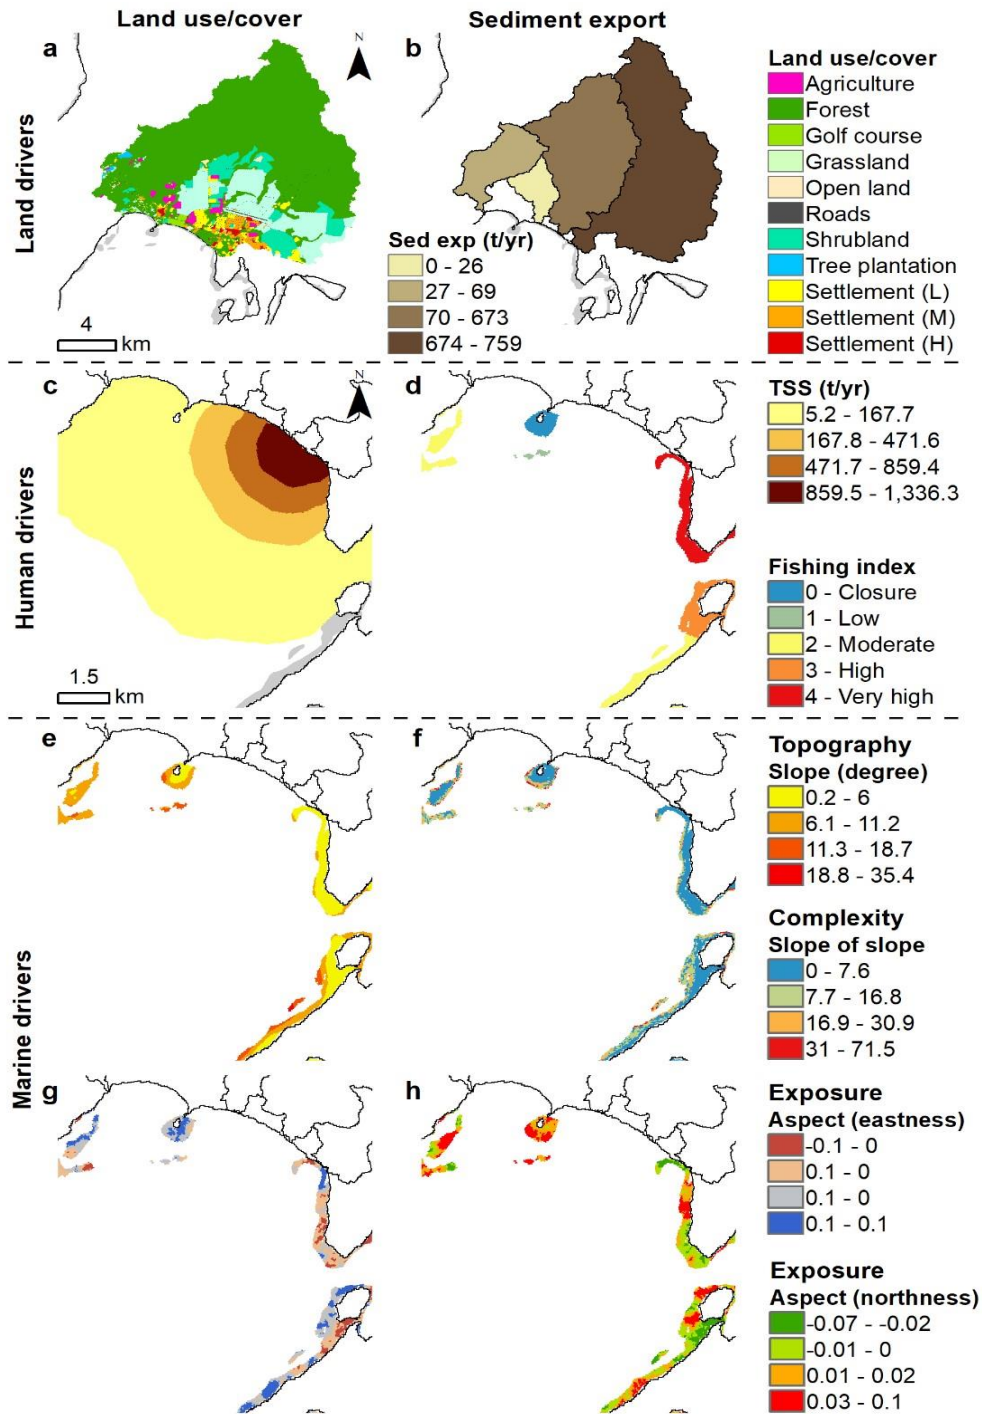 Land use/cover
Sediment export
a
N
b
Land use/cover
Agriculture
Forest
Golf course
Grassland
Open land
Roads
Shrubland
Tree plantation
Settlement (L)
Settlement (M)
Settlement (H)
Land drivers
Sed exp (t/yr)
0 - 26
27 - 69
70 - 673
674 - 759
4
km
c
N
d
TSS (t/yr)
5.2 - 167.7
167.8 - 471.6
471.7 - 859.4
859.5 - 1,336.3
Human drivers
Fishing index
0 - Closure
1 - Low
2 - Moderate
3 - High
4 - Very high
1.5
km
e
f
Topography
Slope (degree)
0.2 - 6
6.1 - 11.2
11.3 - 18.7
18.8 - 35.4
Complexity
Slope of slope
0 - 7.6
7.7 - 16.8
16.9 - 30.9
31 - 71.5
Marine drivers
g
h
Exposure
Aspect (eastness)
-0.1 - 0
0.1 - 0
0.1 - 0
0.1 - 0.1
Exposure
Aspect (northness)
-0.07 - -0.02
-0.01 - 0
0.01 - 0.02
0.03 - 0.1